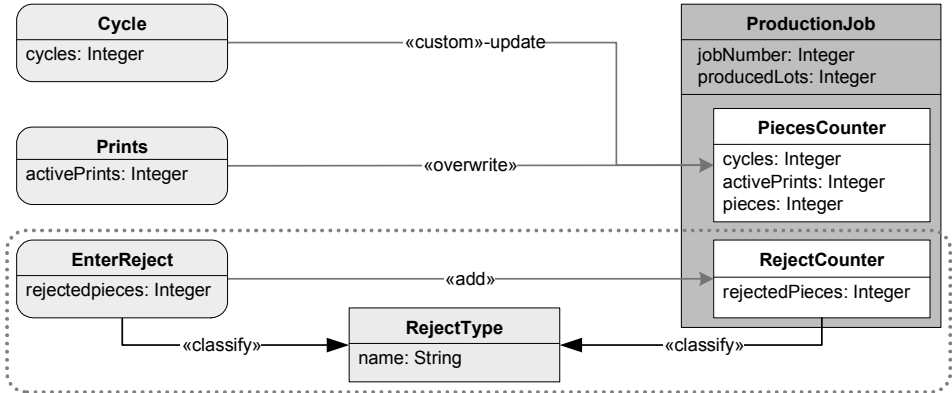 Cycle
cycles: Integer
«custom»-update
ProductionJob
jobNumber: Integer
producedLots: Integer
Prints
activePrints: Integer
«overwrite»
PiecesCounter
cycles: Integer
activePrints: Integer
pieces: Integer
EnterReject
rejectedpieces: Integer
«add»
RejectCounter
rejectedPieces: Integer
«classify»
RejectType
name: String
«classify»